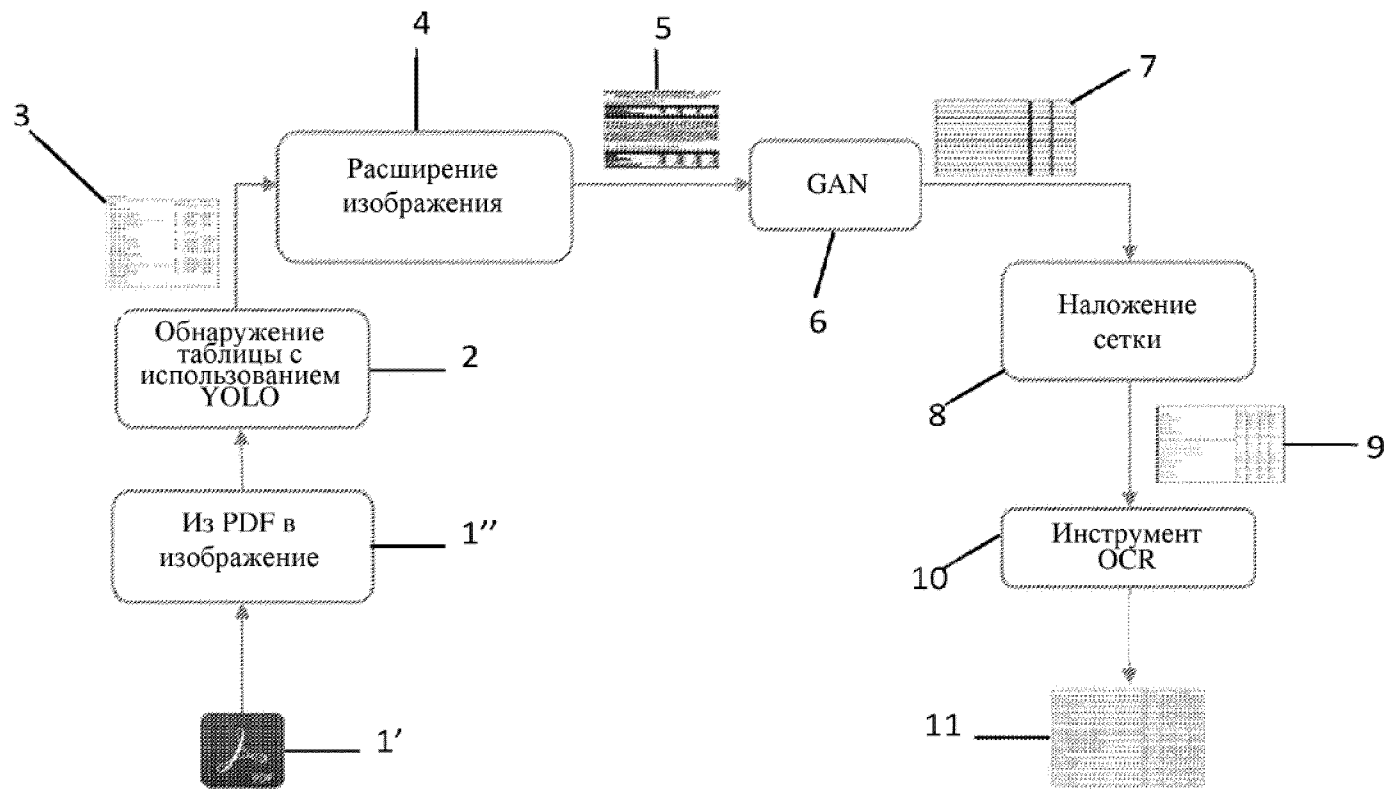 4
5
7
3
Расширение
изображения
GAN
6
Наложение
сетки
Обнаружение
таблицы с
использованием
YOLO
2
8
9
Из PDF в
изображение
1''
Инструмент
OCR
10
1'
11